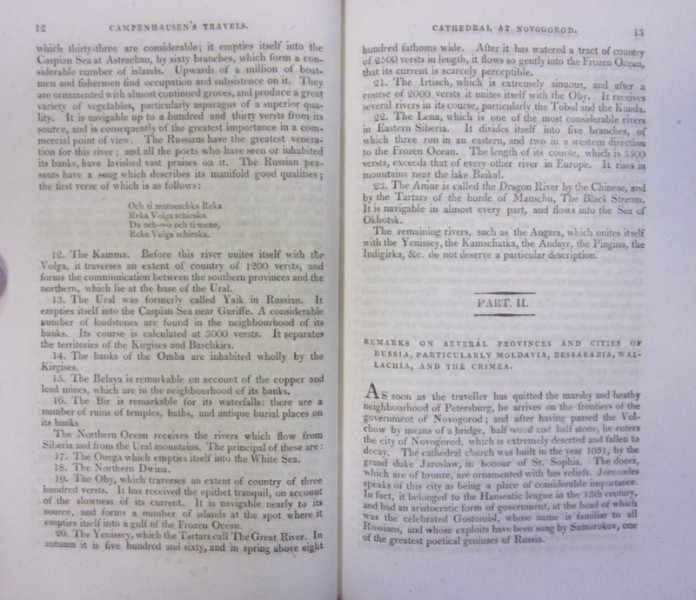 12 CAMPENHAUSEN'S TRAVELS.
which thirty-three are considerable; it empties itself into the
Caspian Sea at Astrachan, by sixty branches, which form a con-
siderable number of islands. Upwards of a million of boat-
men and fishermen find occupation and subsistence on it. They
are ornamented with almost continued groves, and produce a great
variety of vegetables, particularly asparagus of a superior qua-
lity. It is navigable up to a hundred and thirty versts from its
source, and is consequently of the greatest importance in a com-
mercial point of view. The Russians have the greatest venera-
tion for this river; and all the poets who have seen or inhabited
its banks, have lavished vast praises on it. The Russian pea-
sants have a song which describes its manifold good qualities;
the first verse of which is as follows:
Och ti matouschka Reka
Reka Volga schiraka
Da och-o-o och ti mene,
Reka Volga schiraka.
12. The Kamma. Before this river unites itself with the
Volga, it traverses an extent of country of 1200 versts, and
forms the communication between the southern provinces and the
northern, which lie at the base of the Ural.
13. The Ural was formerly called Yaik in Russian. It
empties itself into the Caspian Sea near Guriffe. A considerable
number of loadstones are found in the neighbourhood of its
banks. Its course is calculated at 3000 versts. It separates
the territories of the Kirgises and Baschkirs.
14. The banks of the Omba are inhabited wholly by the
Kirgises.
15. The Belaya is remarkable on account of the copper and
lead mines, which are in the neighbourhood of its banks.
16. The Bir is remarkable for its waterfalls: there are a
number of ruins of temples, baths, and antique burial places on
its banks
The Northern Ocean receives the rivers which flow from
Siberia and from the Ural mountains. The principal of these are:
17. The Onega which empties itself into the White Sea.
18. The Northern Dwina.
19. The Oby, which traverses an extent of country of three
hundred versts. It has received the epithet tranquil, on account
of the slowness of its current. It is navigable nearly to its
source, and forms a number of islands at the spot where it
empties itself into a gulf of the Frozen Ocean.
20. The Yenissey, which the Tartars call The Great River. In
autumn it is five hundred and sixty, and in spring above eight
CATHEDRAL AT NOVOGOROD. 13
hundred fathoms wide. After it has watered a tract of country
of 2500 versts in length, it flows so gently into the Frozen Ocean,
that its current is scarcely perceptible.
21. The Irtisch, which is extremely sinuous, and after a
course of 2000 versts it unites itself with the Oby. It receives
several rivers in its course, particularly the Tobul and the Konda.
22. The Lena, which is one of the most considerable rivers
in Eastern Siberia. It divides itself into five branches, of
which three run in an eastern, and two in a western direction
to the Frozen Ocean. The length of its course, which is 5300
versts, exceeds that of every other river in Europe. It rises in
mountains near the lake Baikal.
23. The Amur is called the Dragon River by the Chinese, and
by the Tartars of the horde of Manschu, The Black Stream.
It is navigable in almost every part, and flows into the Sea of
Okhotsk.
The remaining rivers, such as the Angara, which unites itself
with the Yenissey, the Kamschatka, the Andayr, the Pingina, the
Indigirka, &c. do not deserve a particular description.
PART. II.
REMARKS ON SEVERAL PROVINCES AND CITIES OF
RUSSIA, PARTICULARLY MOLDAVIA, BESSARABIA, WAL-
LACHIA, AND THE CRIMEA.
As soon as the traveller has quitted the marshy and heathy
neighbourhood of Petersburg, he arrives on the frontiers of the
government of Novogorod; and after having passed the Vol-
chow by means of a bridge, half wood and half stone, he enters
the city of Novogorod, which is extremely deserted and fallen to
decay. The cathedral church was built in the year 1051, by the
grand duke Jaroslaw, in honour of St. Sophia. The doors,
which are of bronze, are ornamented with bas reliefs. Jornandes
speaks of this city as being a place of considerable importance.
In fact, it belonged to the Hanseatic league in the 13th century,
and had an aristocratic form of government, at the head of which
was the celebrated Gostomisl, whose name is familiar to all
Russians, and whose exploits have been sung by Sumarokov, one
of the greatest poetical geniuses of Russia.